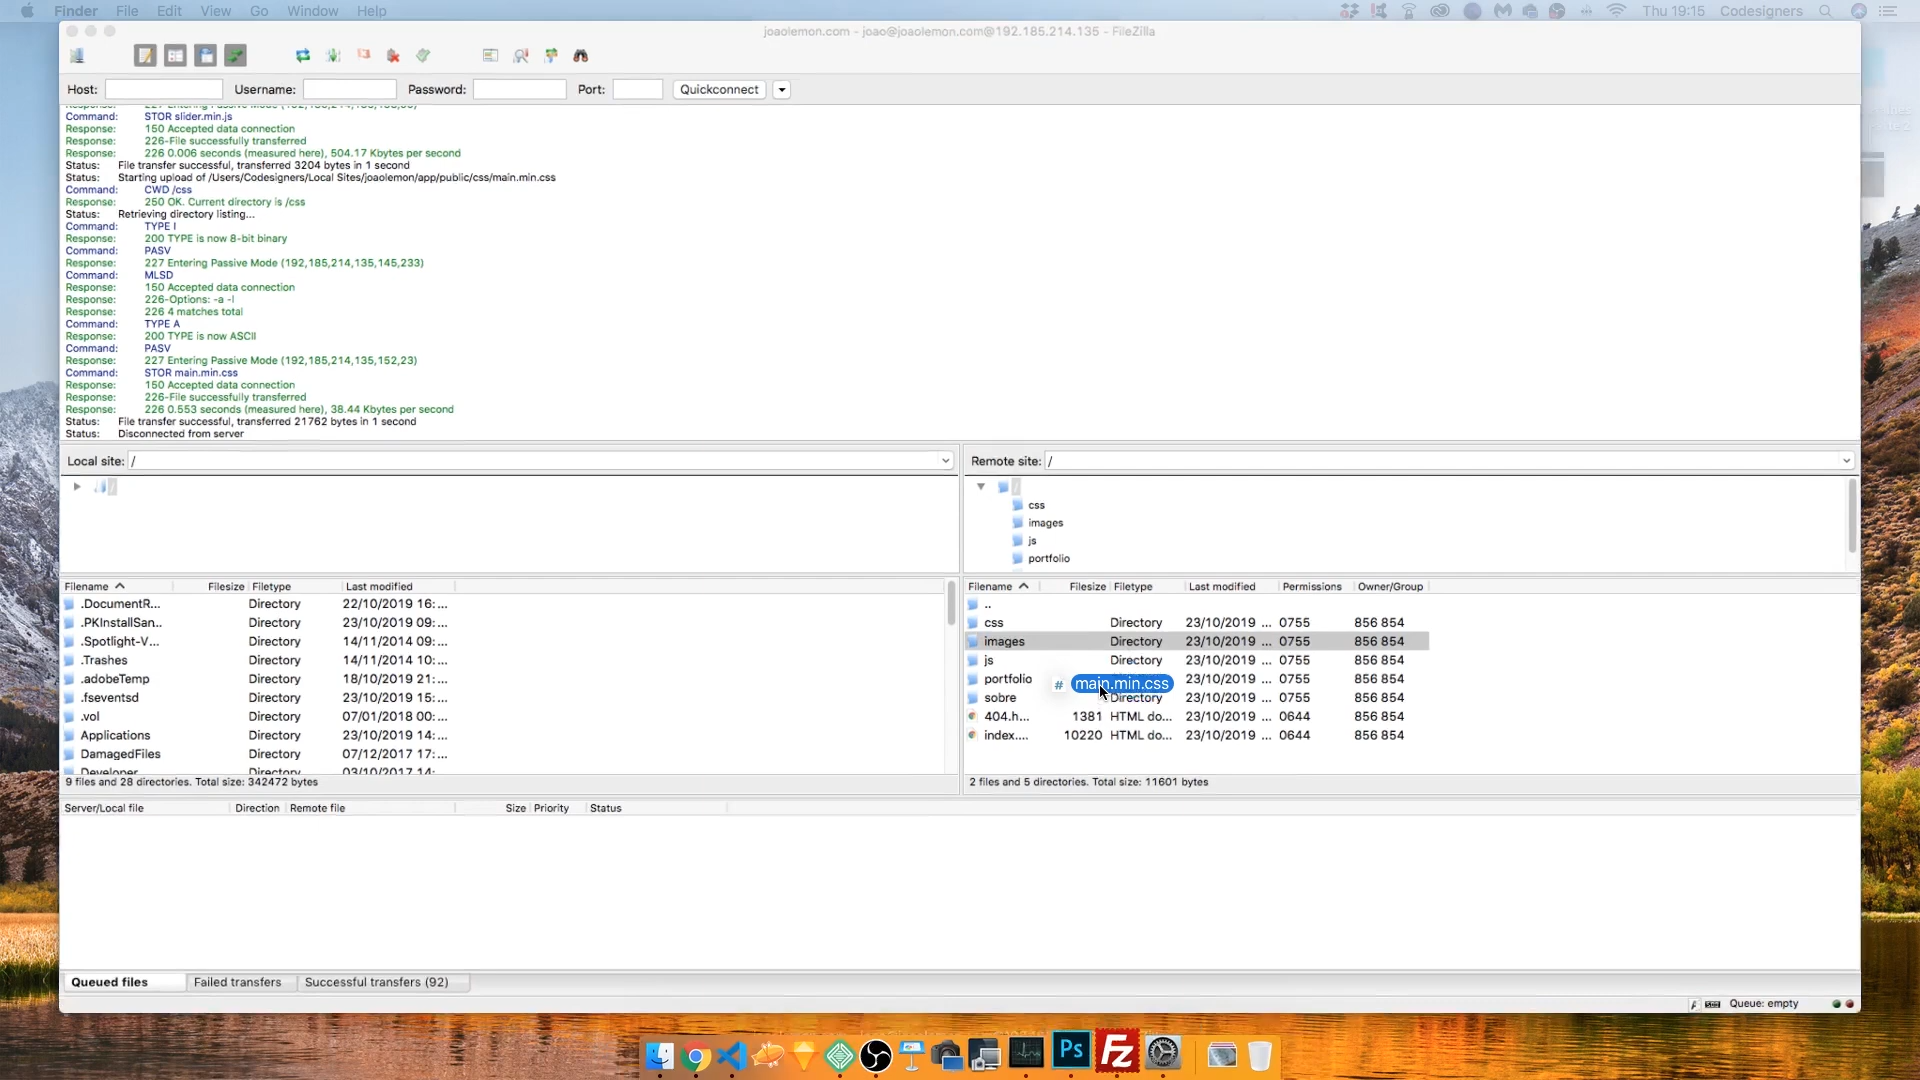 Finder File Edit View Go Window Help
Thu 19:15 Codesigners
joaolemon.com - joao@joaolemon.com@192.185.214.135 - FileZilla
Host: Username: Password: Port: Quickconnect
Command: STOR slider.min.js
Response: 150 Accepted data connection
Response: 226-File successfully transferred
Response: 226 0.006 seconds (measured here), 504.17 Kbytes per second
Status: File transfer successful, transferred 3204 bytes in 1 second
Status: Starting upload of /Users/Codesigners/Local Sites/joaolemon/app/public/css/main.min.css
Command: CWD /css
Response: 250 OK. Current directory is /css
Status: Retrieving directory listing...
Command: TYPE I
Response: 200 TYPE is now 8-bit binary
Command: PASV
Response: 227 Entering Passive Mode (192,185,214,135,145,233)
Command: MLSD
Response: 150 Accepted data connection
Response: 226-Options: -a -l
Response: 226 4 matches total
Command: TYPE A
Response: 200 TYPE is now ASCII
Command: PASV
Response: 227 Entering Passive Mode (192,185,214,135,152,23)
Command: STOR main.min.css
Response: 150 Accepted data connection
Response: 226-File successfully transferred
Response: 226 0.553 seconds (measured here), 38.44 Kbytes per second
Status: File transfer successful, transferred 21762 bytes in 1 second
Status: Disconnected from server
Local site: /
/
Filename Filesize Filetype Last modified
.DocumentR... Directory 22/10/2019 16:...
.PKInstallSan.. Directory 23/10/2019 09:...
.Spotlight-V... Directory 14/11/2014 09:...
.Trashes Directory 14/11/2014 10:...
.adobeTemp Directory 18/10/2019 21:...
.fseventsd Directory 23/10/2019 15:...
.vol Directory 07/01/2018 00:...
Applications Directory 23/10/2019 14:...
DamagedFiles Directory 07/12/2017 17:...
Developer Directory 03/10/2017 14:
9 files and 28 directories. Total size: 342472 bytes
Remote site: /
/
css
images
js
portfolio
Filename Filesize Filetype Last modified Permissions Owner/Group
..
css Directory 23/10/2019 ... 0755 856 854
images Directory 23/10/2019 ... 0755 856 854
js Directory 23/10/2019 ... 0755 856 854
portfolio 23/10/2019 ... 0755 856 854
# main.min.css
sobre Directory 23/10/2019 ... 0755 856 854
404.h... 1381 HTML do... 23/10/2019 ... 0644 856 854
index.... 10220 HTML do... 23/10/2019 ... 0644 856 854
2 files and 5 directories. Total size: 11601 bytes
Server/Local file Direction Remote file Size Priority Status
Queued files Failed transfers Successful transfers (92)
Queue: empty
Ps
Fz